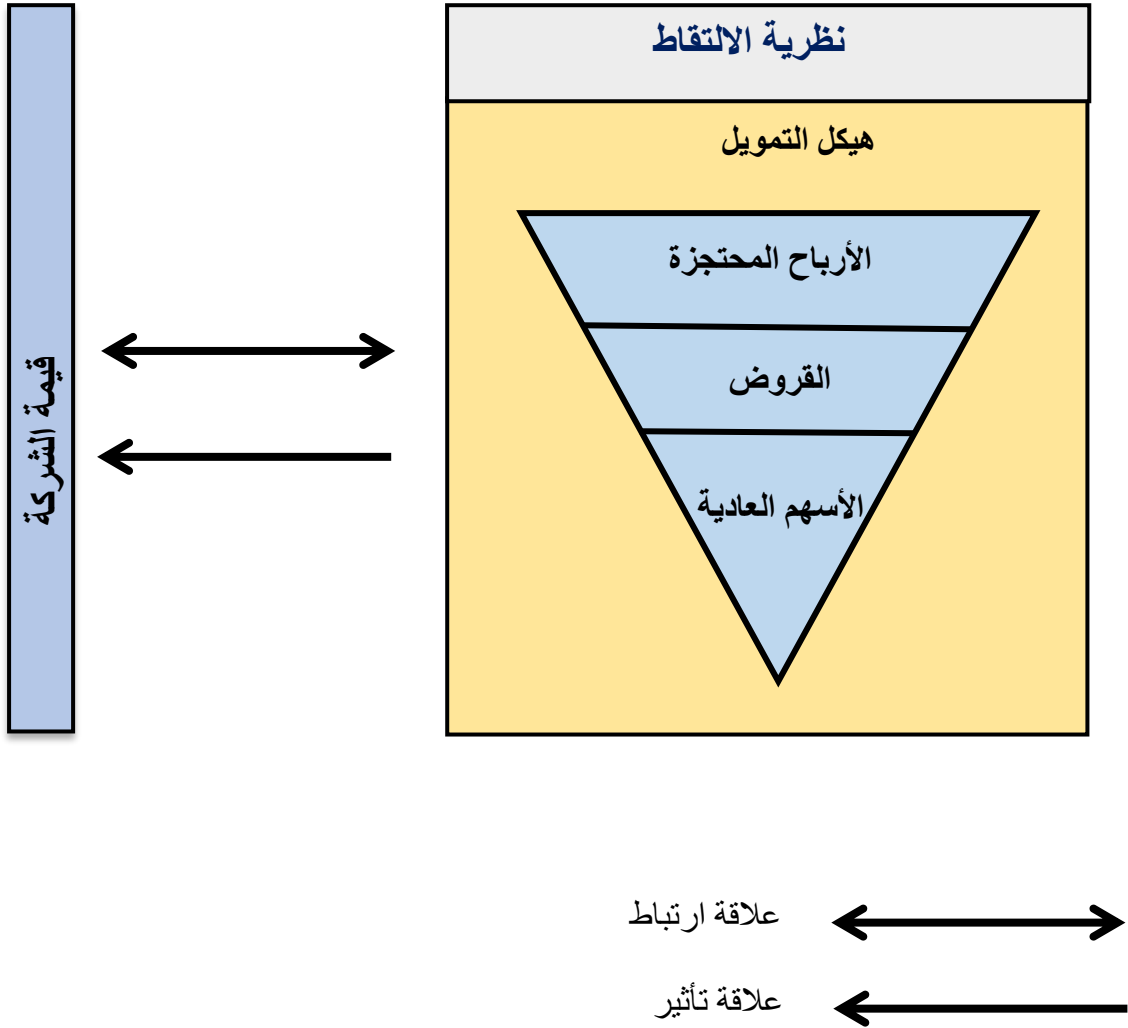 نظرية الالتقاط
هيكل التمويل
الأرباح المحتجزة
القروض
الأسهم العادية
قيمة الشركة
علاقة ارتباط
علاقة تأثير